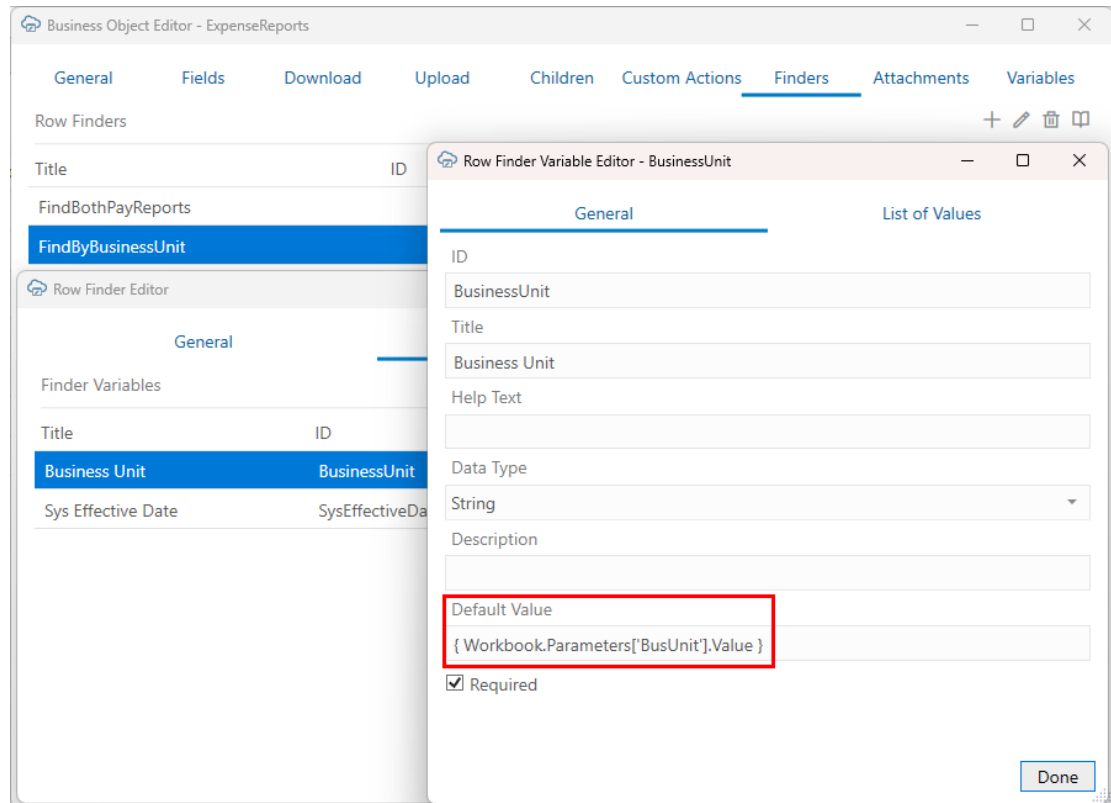 Business Object Editor - ExpenseReports
General Fields Download Upload Children Custom Actions Finders Attachments Variables
Row Finders
Title ID
FindBothPayReports
FindByBusinessUnit
Row Finder Editor
General
Finder Variables
Title ID
Business Unit BusinessUnit
Sys Effective Date SysEffectiveDa
Row Finder Variable Editor - BusinessUnit
General List of Values
ID
BusinessUnit
Title
Business Unit
Help Text
Data Type
String
Description
Default Value
{ Workbook.Parameters['BusUnit'].Value }
Required
Done